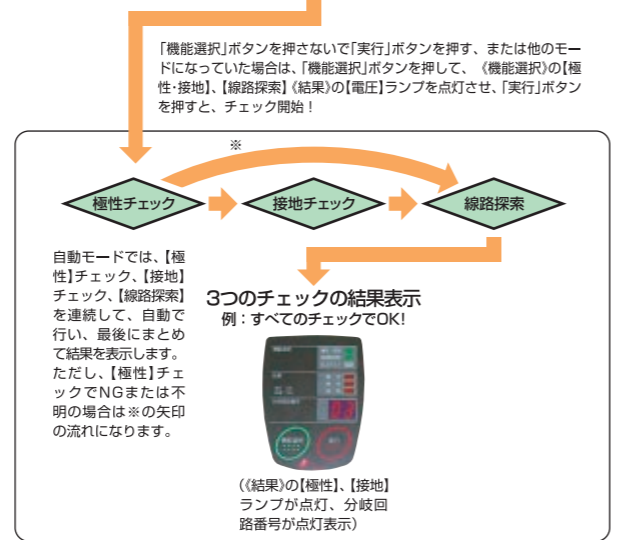 「機能選択」ボタンを押さないで「実行」ボタンを押す、または他のモー
ドになっていた場合は、「機能選択」ボタンを押して、《機能選択》の【極
性・接地】、【線路探索】《結果》の【電圧】ランプを点灯させ、「実行」ボタン
を押すと、チェック開始！
※
極性チェック
接地チェック
線路探索
自動モードでは、【極
性】チェック、【接地】
チェック、【線路探索】
を連続して、自動で
行い、最後にまとめ
て結果を表示します。
ただし、【極性】チェ
ックでNGまたは不
明の場合は※の矢印
の流れになります。
3つのチェックの結果表示
例：すべてのチェックでOK!
(《結果》の【極性】、【接地】
ランプが点灯、分岐回
路番号が点灯表示)